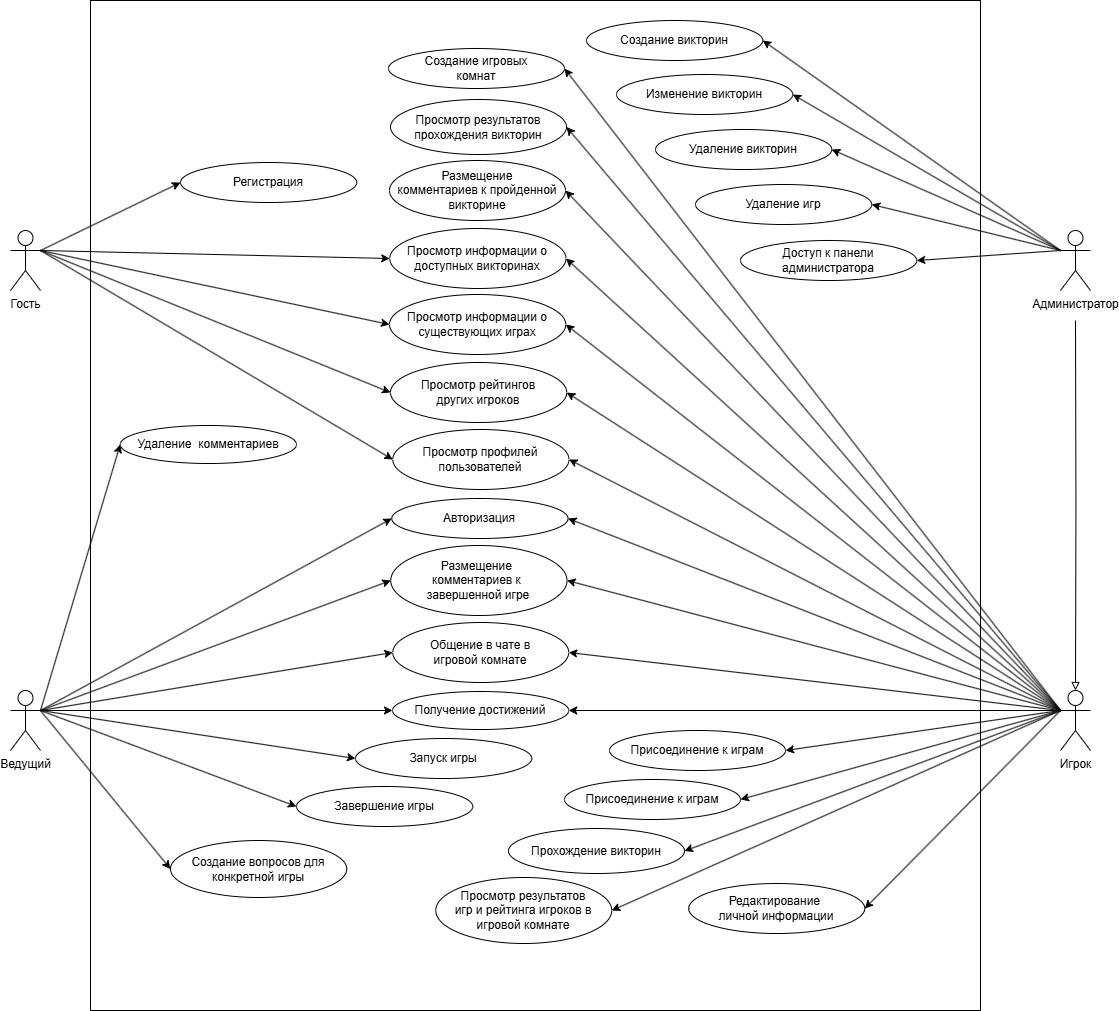 Создание викторин
Создание игровых
комнат
Изменение викторин
Просмотр результатов
прохождения викторин
Удаление викторин
Регистрация
Размещение
комментариев к пройденной
викторине
Удаление игр
Просмотр информации о
доступных викторинах
Доступ к панели
администратора
Гость
Администратор
Просмотр информации о
существующих играх
Просмотр рейтингов
других игроков
Удаление  комментариев
Просмотр профилей
пользователей
Авторизация
Размещение
комментариев к
завершенной игре
Общение в чате в
игровой комнате
Получение достижений
Ведущий
Игрок
Запуск игры
Присоединение к играм
Завершение игры
Присоединение к играм
Прохождение викторин
Создание вопросов для
конкретной игры
Просмотр результатов
игр и рейтинга игроков в
игровой комнате
Редактирование
личной информации